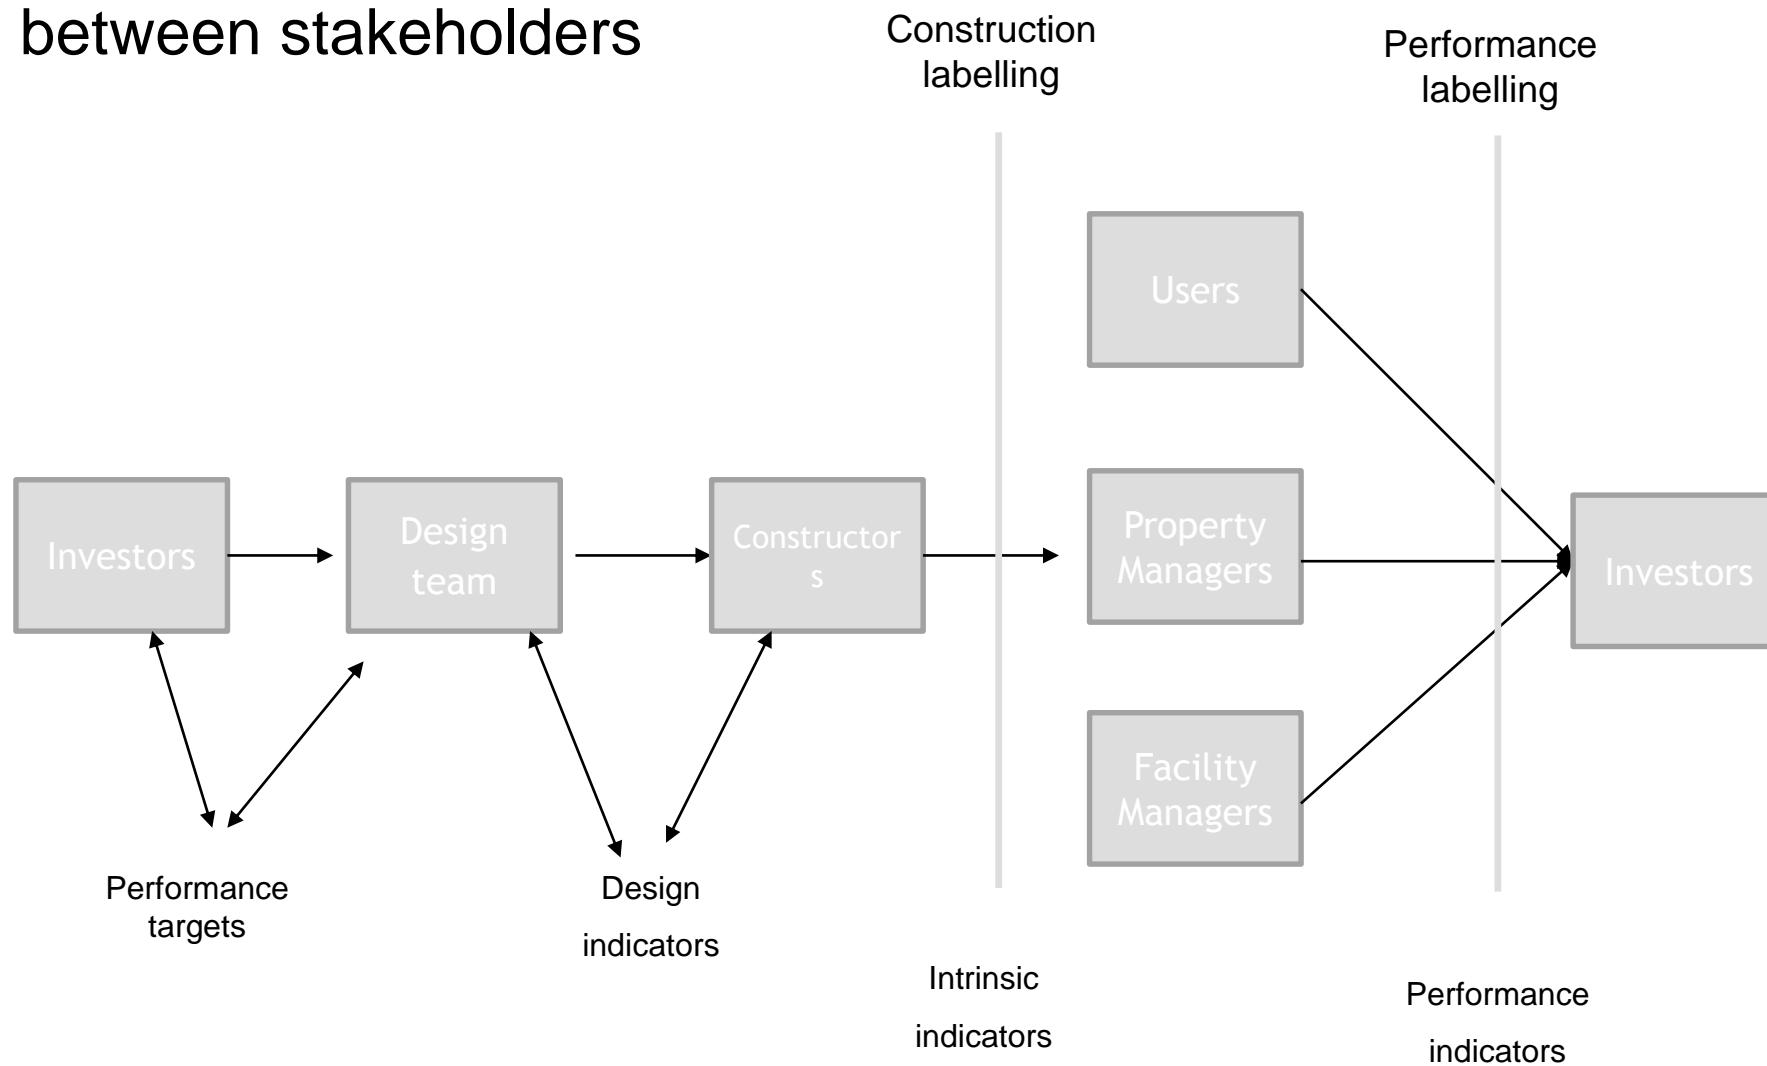 between stakeholders
Construction
labelling
Performance
labelling
Users
Investors
Design
team
Constructor
s
Property
Managers
Investors
Facility
Managers
Performance
targets
Design
indicators
Intrinsic
indicators
Performance
indicators